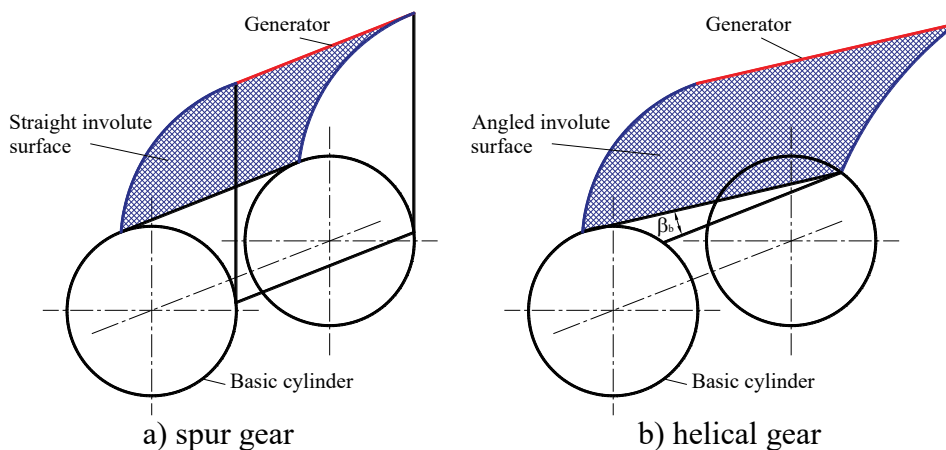 Generator
Straight involute
surface
Basic cylinder
a) spur gear
Generator
Angled involute
surface
βb
Basic cylinder
b) helical gear